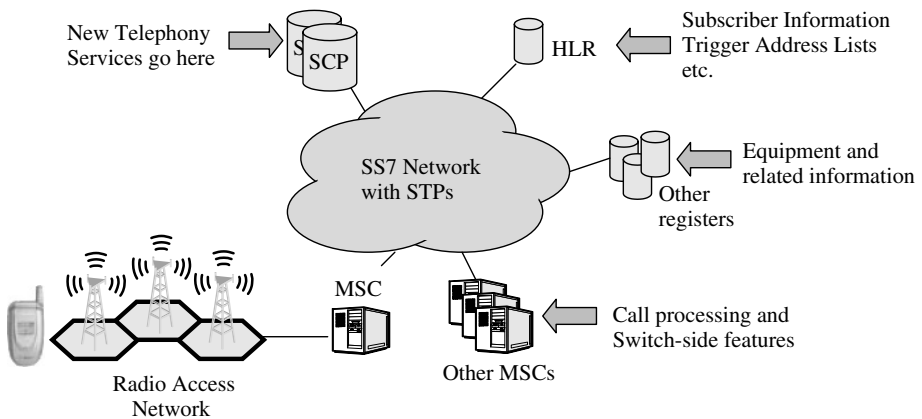 New Telephony
Services go here
S
SCP
HLR
Subscriber Information
Trigger Address Lists
etc.
SS7 Network
with STPs
Equipment and
related information
Other
registers
MSC
Call processing and
Switch-side features
Other MSCs
Radio Access
Network